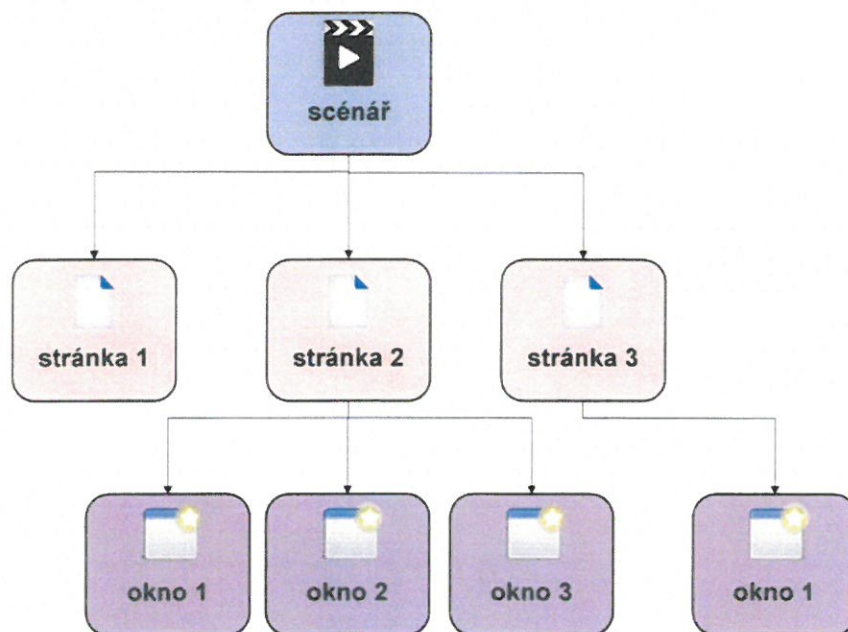 scénář
stránka 1
stránka 2
stránka 3
okno 1
okno 2
okno 3
okno 1